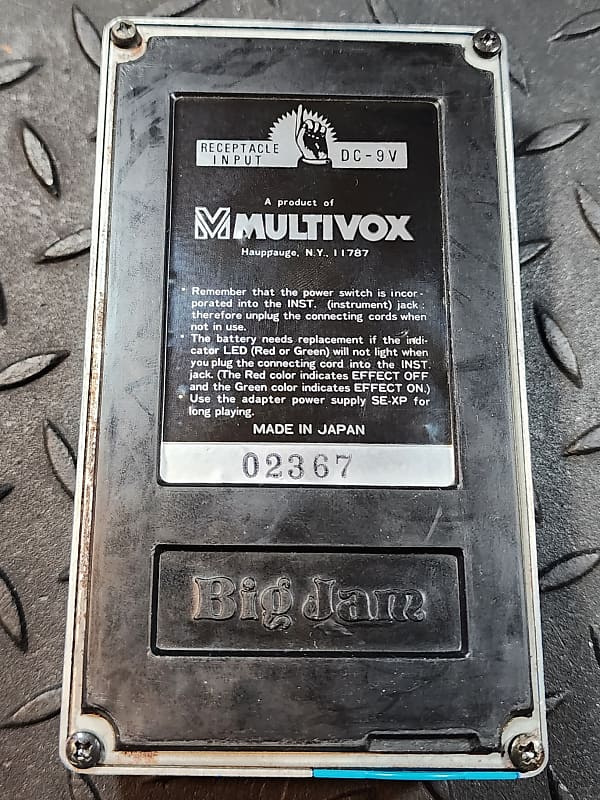 RECEPTACLE
INPUT
DC-9V
A product of
MULTIVOX
Hauppauge, N.Y., 11787
• Remember that the power switch is incor-
porated into the INST. (instrument) jack:
therefore unplug the connecting cords when
not in use.
• The battery needs replacement if the indi-
cator LED (Red or Green) will not light when
you plug the connecting cord into the INST.
jack. (The Red color indicates EFFECT OFF
and the Green color indicates EFFECT ON.)
• Use the adapter power supply SE-XP for
long playing.
MADE IN JAPAN
02367
Big Jam